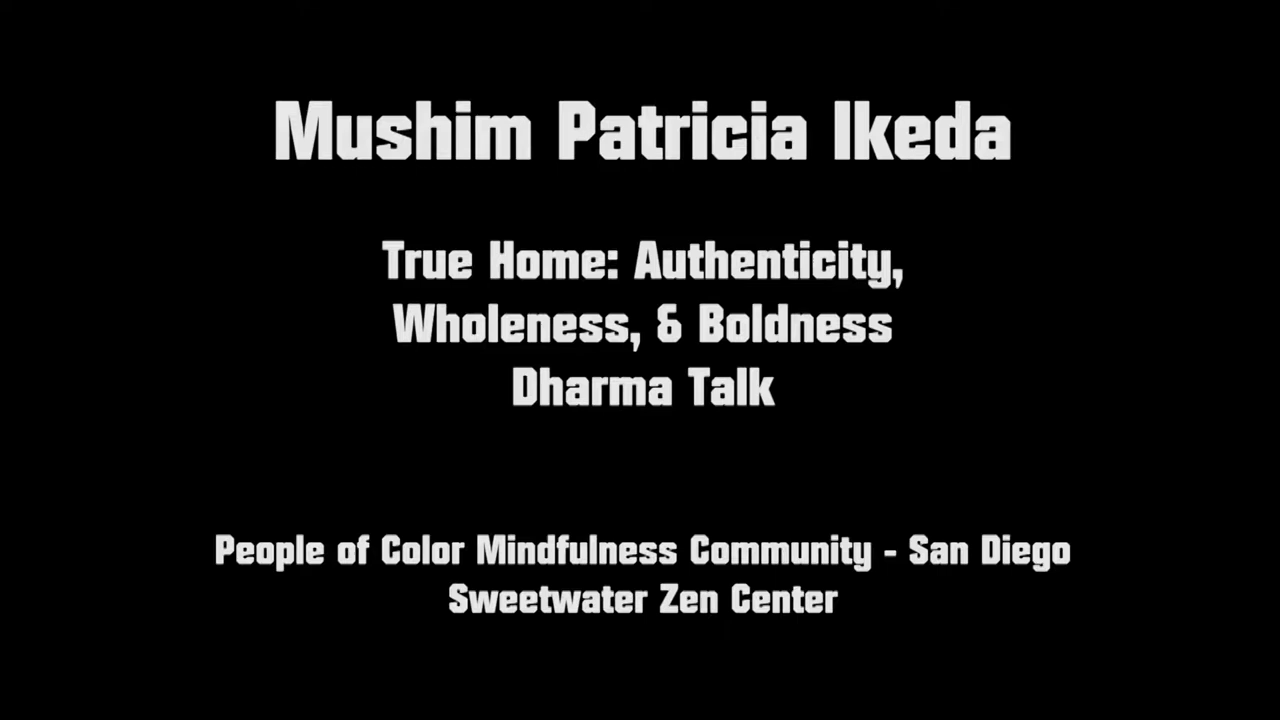 Mushim Patricia Ikeda
True Home: Authenticity,
Wholeness, & Boldness
Dharma Talk
People of Color Mindfulness Community - San Diego
Sweetwater Zen Center